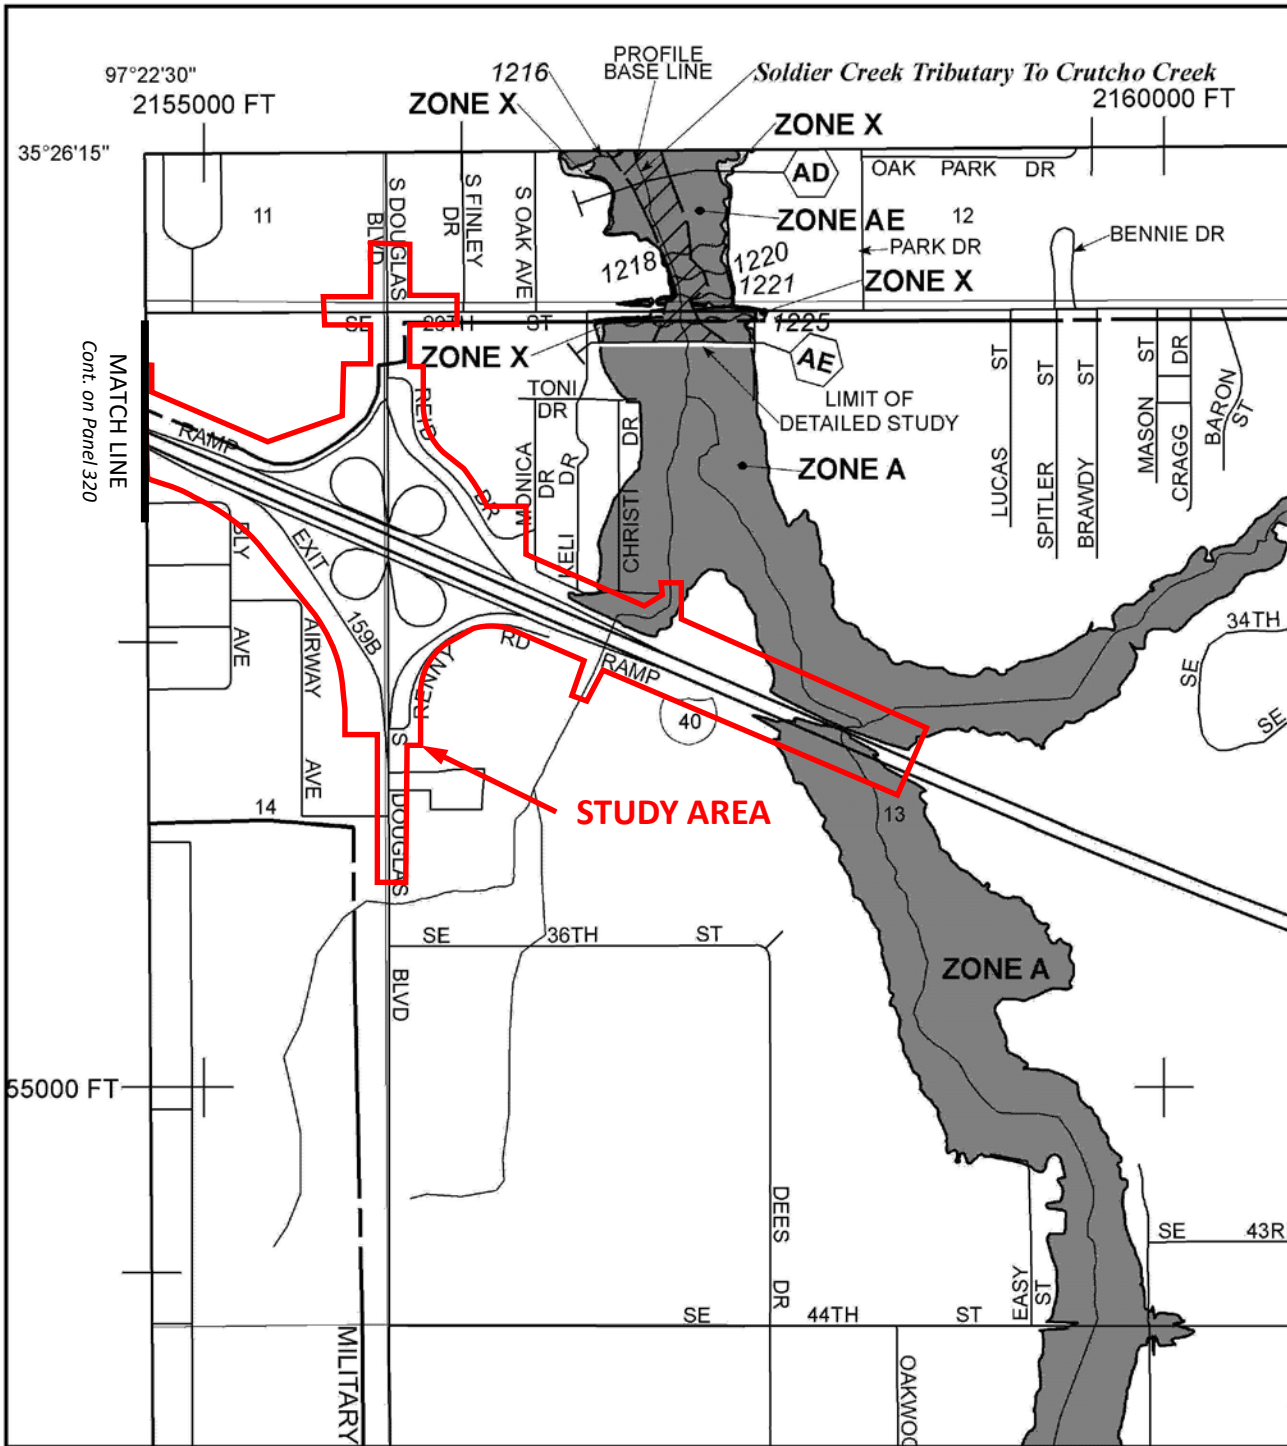 PROFILE
BASE LINE
1216
Soldier Creek Tributary To Crutcho Creek
97°22'30"
2155000 FT
ZONE X
2160000 FT
ZONE X
35°26'15"
AD
OAK PARK DR
S DOUGLAS
BLVD
S FINLEY
DR
S OAK AVE
11
ZONE AE
12
PARK DR
BENNIE DR
1218
1220
1221
ZONE X
SE 29TH ST
1225
ZONE X
AE
MATCH LINE
Cont. on Panel 320
TONI
DR
LIMIT OF
DETAILED STUDY
REID
DR
MONICA
DR
KELI DR
CHRISTI DR
LUCAS ST
SPITLER ST
BRAWDY ST
MASON ST
CRAGG DR
BARON
ST
RAMP
ZONE A
BLY
AVE
EXIT
159B
AIRWAY
AVE
RENNY
RD
RAMP
40
34TH
SE
SE
S DOUGLAS
BLVD
STUDY AREA
14
13
SE 36TH ST
ZONE A
55000 FT
DEES DR
EASY
ST
SE 43R
SE 44TH ST
MILITARY
OAKWOO